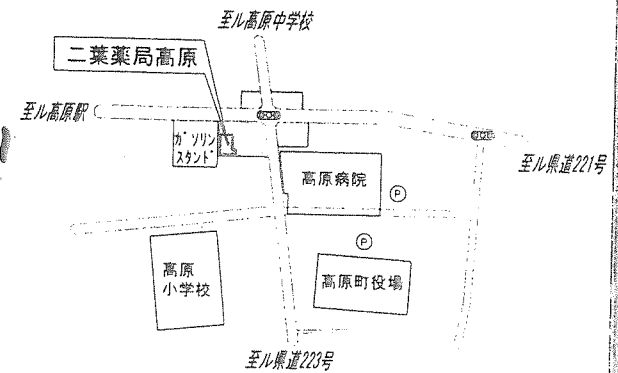 至ル高原中学校
二葉薬局高原
至ル高原駅
ガソリン
スタンド
至ル県道221号
高原病院
P
P
高原
小学校
高原町役場
至ル県道223号